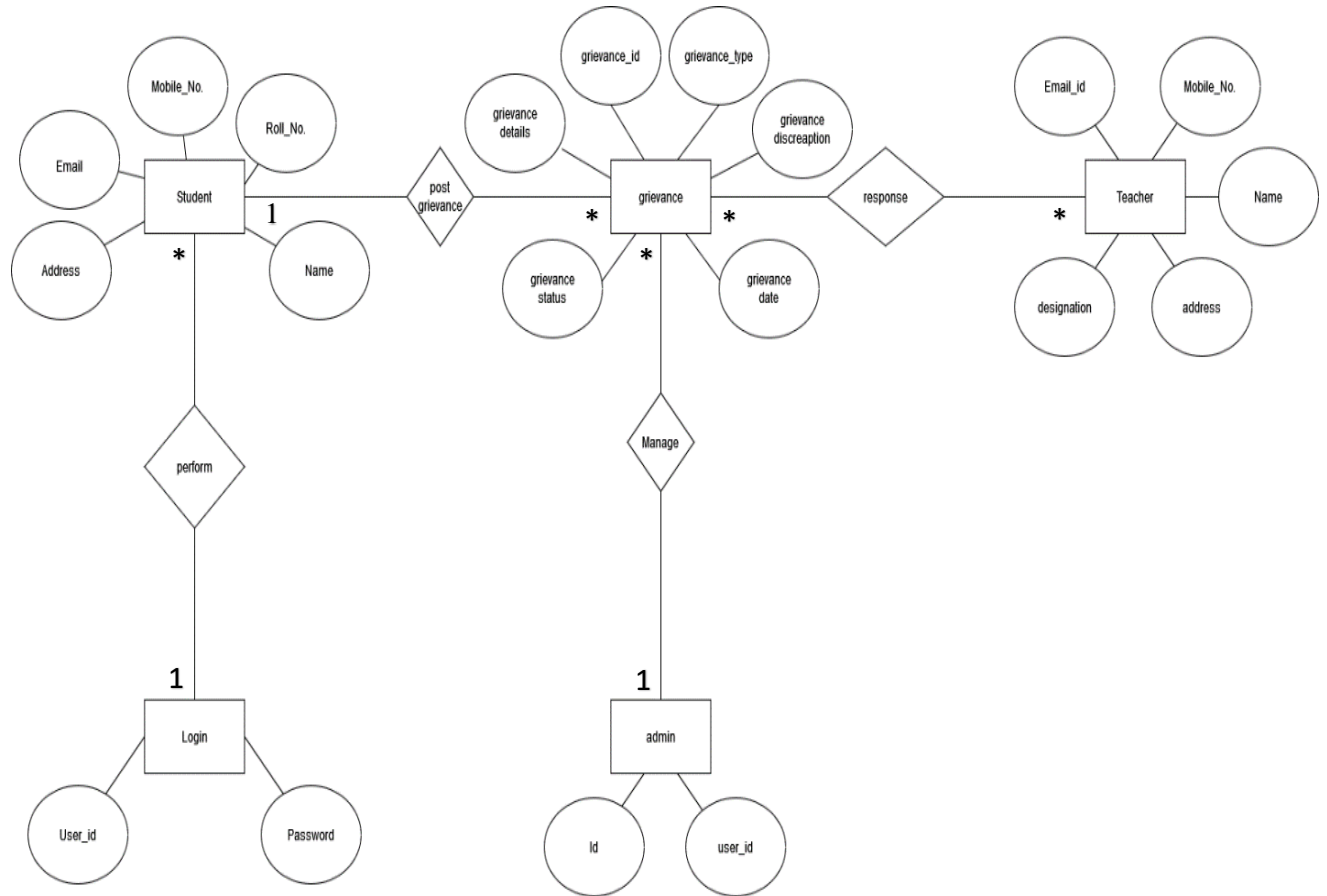 grievance_id
grievance_type
Mobile_No.
Email_id
Mobile_No.
Roll_No.
grievance
details
grievance
discreaption
Email
Student
post
grievance
grievance
response
Teacher
Name
1
*
*
*
*
*
Address
Name
grievance
status
grievance
date
designation
address
perform
Manage
1
1
Login
admin
User_id
Password
Id
user_id